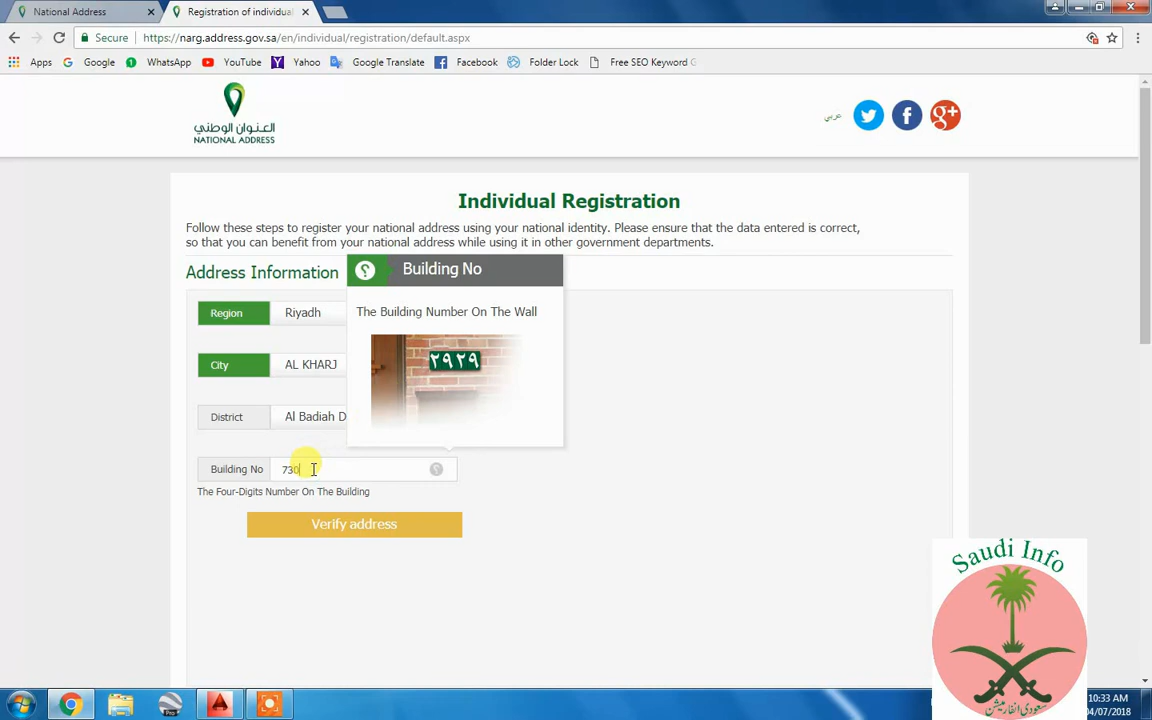 National Address
Registration of individual
Secure
https://narg.address.gov.sa/en/individual/registration/default.aspx
Apps
Google
WhatsApp
YouTube
Yahoo
Google Translate
Facebook
Folder Lock
Free SEO Keyword G
العنوان الوطني
NATIONAL ADDRESS
عربي
Individual Registration
Follow these steps to register your national address using your national identity. Please ensure that the data entered is correct,
so that you can benefit from your national address while using it in other government departments.
Address Information
Building No
Region
Riyadh
The Building Number On The Wall
٢٩٢٩
City
AL KHARJ
District
Al Badiah D
Building No
730
The Four-Digits Number On The Building
Verify address
Saudi Info
سعودی انفارمیشن
10:33 AM
04/07/2018